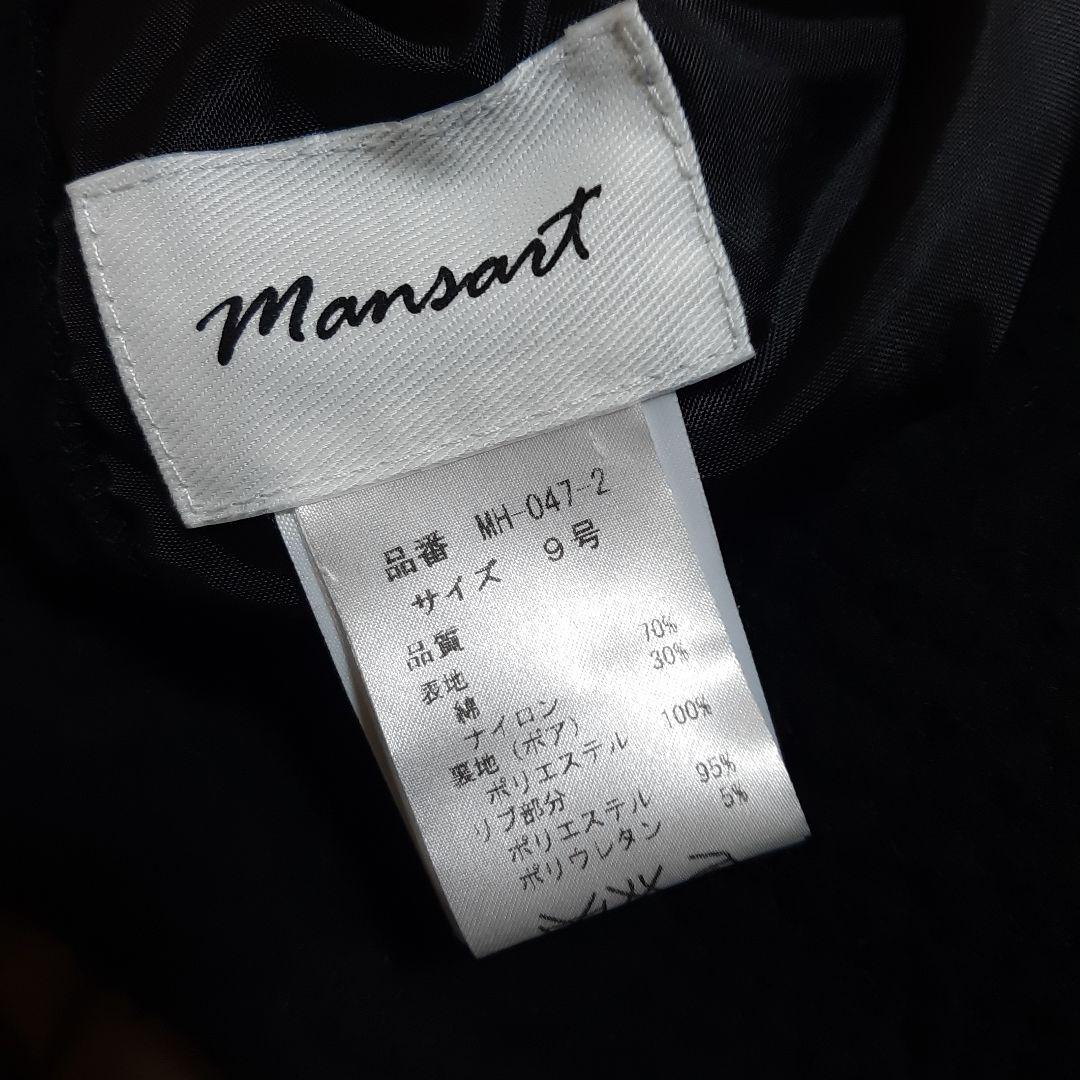 Mansart
品番 MH-047-2
サイズ 9号
品質
表地
綿 70%
ナイロン 30%
裏地(ボア)
ポリエステル 100%
リブ部分
ポリエステル 95%
ポリウレタン 5%